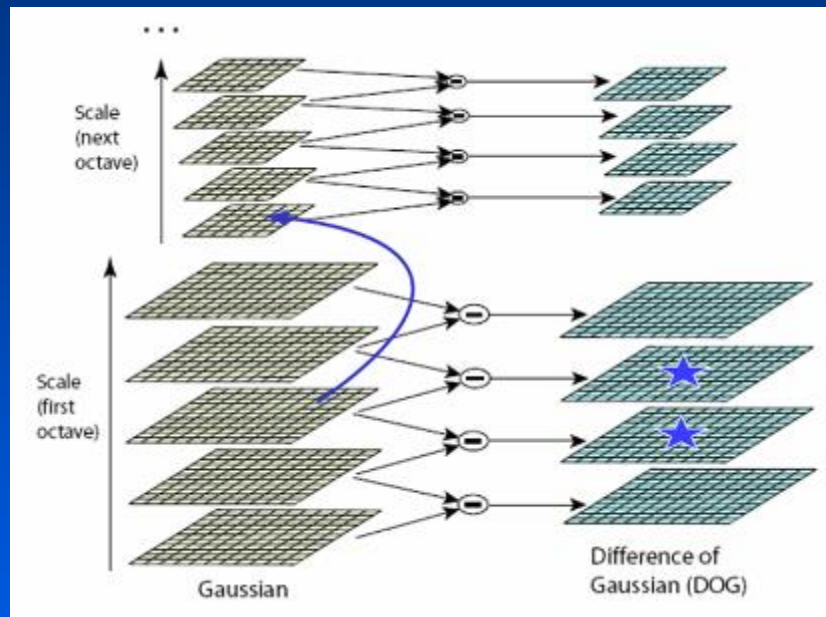 ...
Scale
(next
octave)
Scale
(first
octave)
Gaussian
Difference of
Gaussian (DOG)